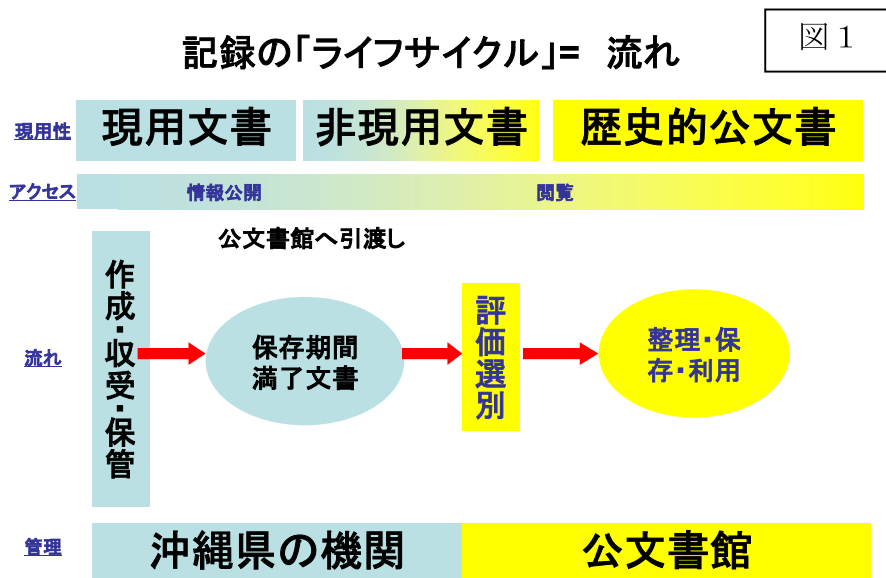 図1
記録の「ライフサイクル」= 流れ
現用性
現用文書
非現用文書
歴史的公文書
アクセス
情報公開
閲覧
公文書館へ引渡し
流れ
作成・収受・保管
保存期間
満了文書
評価選別
整理・保
存・利用
管理
沖縄県の機関
公文書館